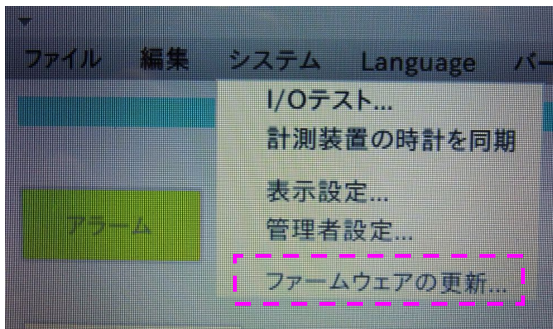 ファイル 編集 システム Language バー
I/Oテスト...
計測装置の時計を同期
表示設定...
アラーム
管理者設定...
ファームウェアの更新...